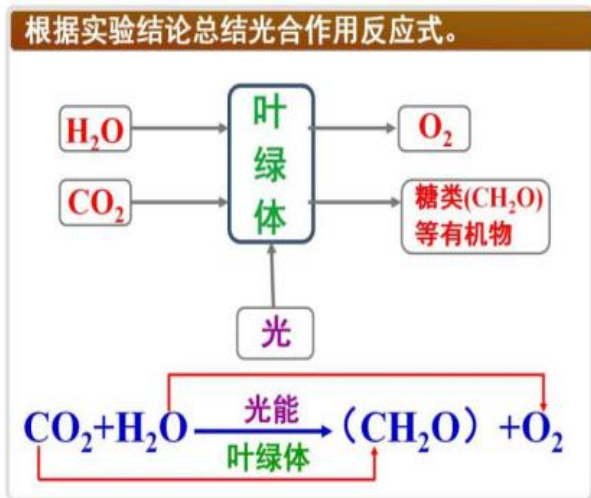 根据实验结论总结光合作用反应式。
H₂O
叶绿体
O₂
CO₂
糖类(CH₂O)
等有机物
光
光能
CO₂+H₂O
（CH₂O）+O₂
叶绿体